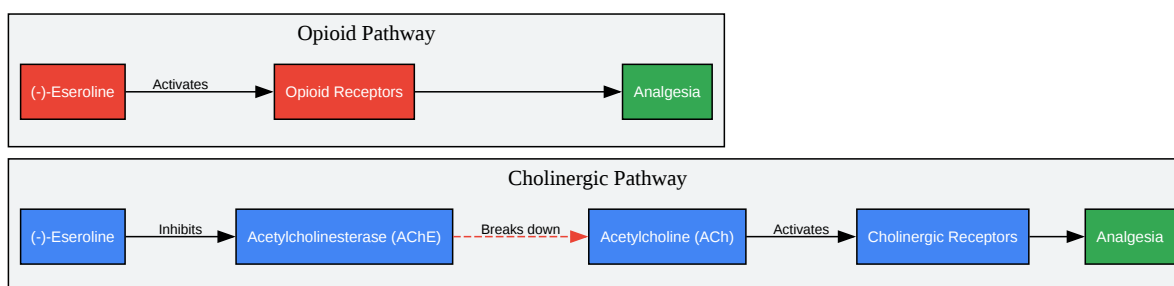 Opioid Pathway
(-)-Eseroline
Activates
Opioid Receptors
Analgesia
Cholinergic Pathway
(-)-Eseroline
Inhibits
Acetylcholinesterase (AChE)
Breaks down
Acetylcholine (ACh)
Activates
Cholinergic Receptors
Analgesia